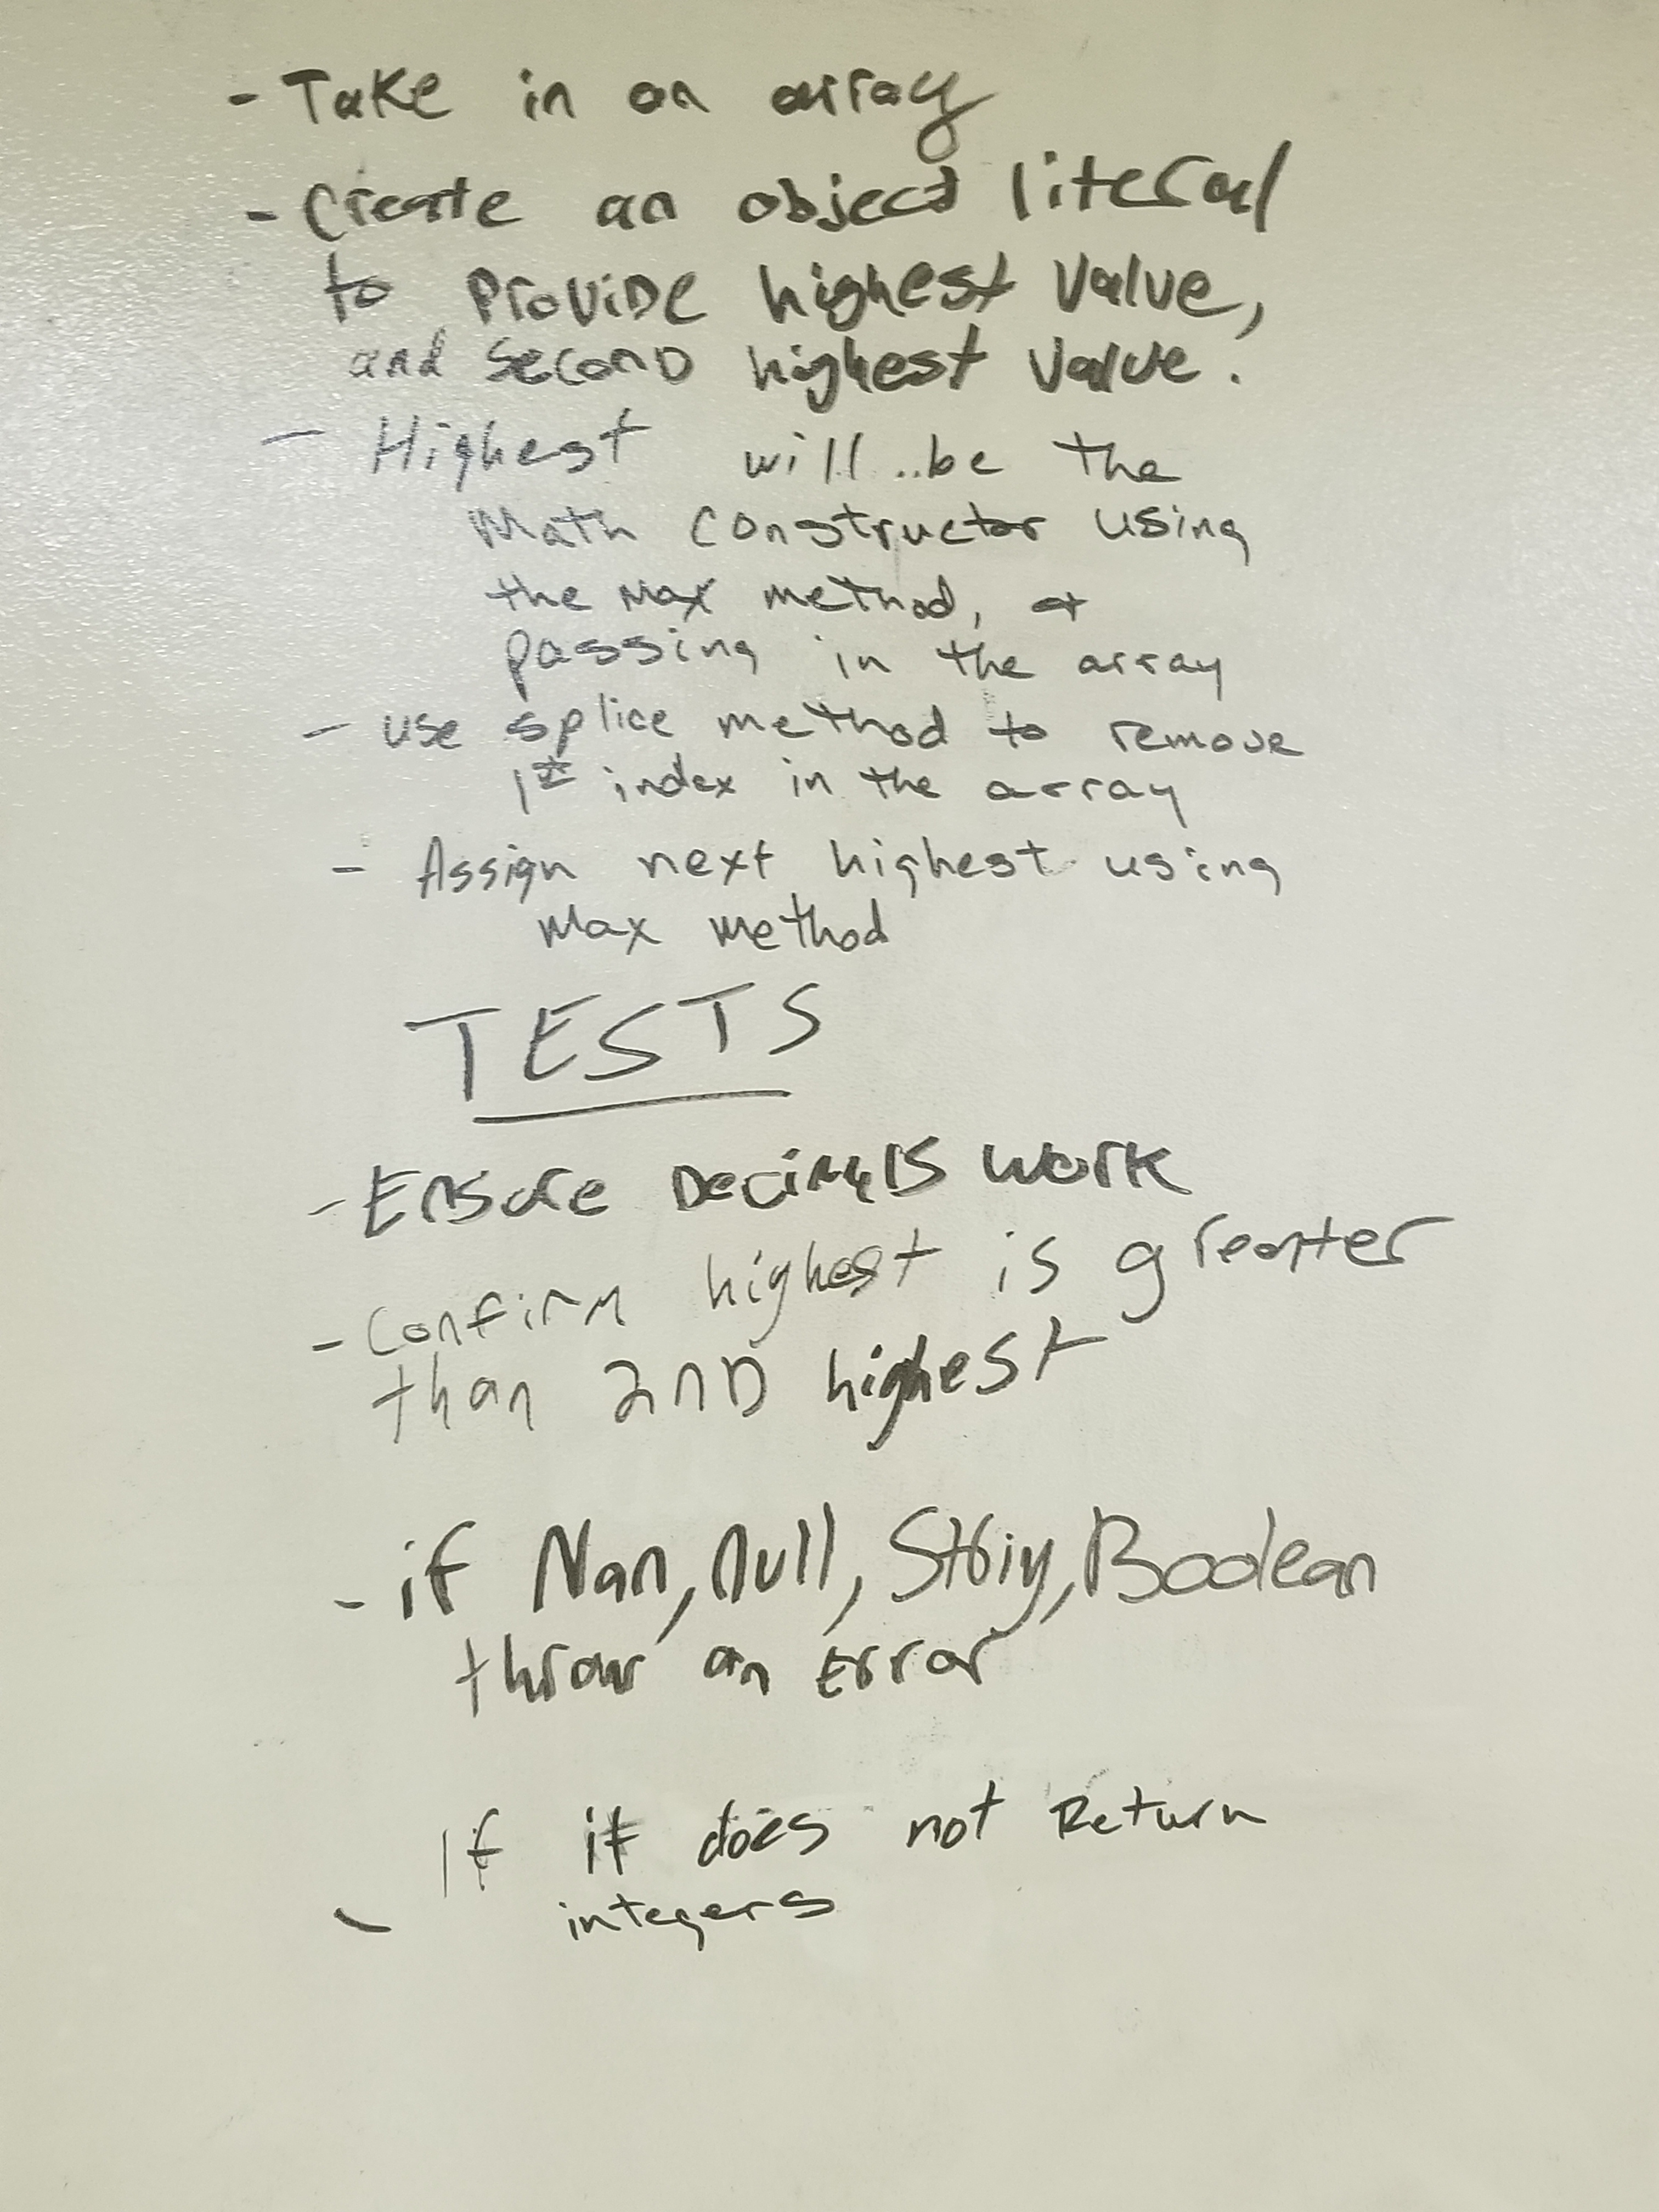 - Take in an array
- Create an object literal
to Provide highest Value,
and Second highest Value.
- Highest will be the
Math constructor using
the Max method, &
passing in the array
- use splice method to remove
1st index in the array
- Assign next highest using
Max method
TESTS
- Ensure Decimals work
- Confirm highest is greater
than 2nd highest
- if Nan, null, String, Boolean
throw an Error
If it does not Return
- integers